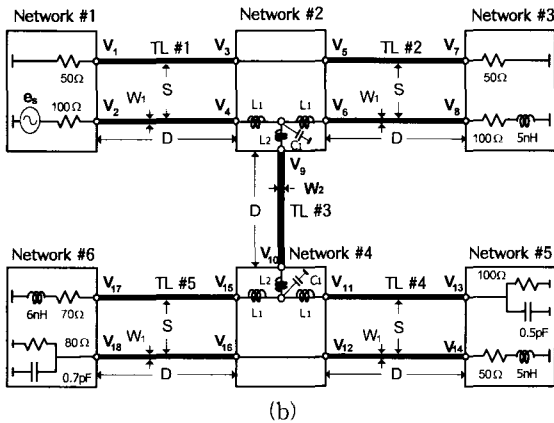 Network #1 Network #2 Network #3
V1 TL #1 V3 V5 TL #2 V7
50Ω S S 50Ω
es 100Ω V2 W1 V4 L1 L1 V6 W1 V8
L2 C1 100Ω 5nH
D D
V9
W2
D TL #3
Network #6 V10 Network #4 Network #5
V17 TL #5 V15 L2 C1 V11 TL #4 V13 100Ω
6nH 70Ω S L1 L1 S 0.5pF
80Ω V18 W1 V16 V12 W1 V14
0.7pF D D 50Ω 5nH
(b)